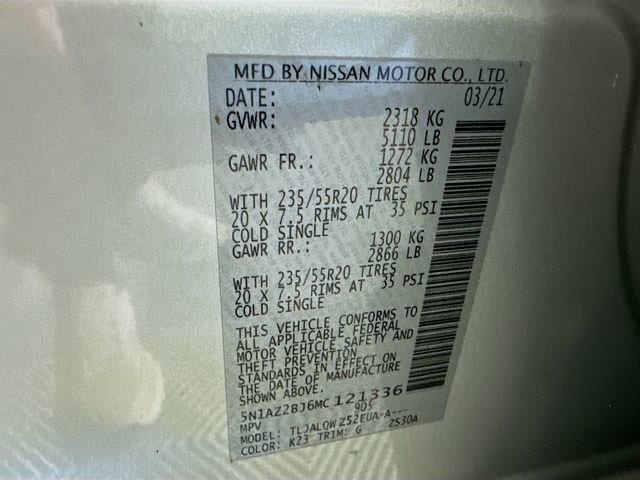 MFD BY NISSAN MOTOR CO., LTD.
DATE: 03/21
GVWR: 2318 KG
5110 LB
GAWR FR.: 1272 KG
2804 LB
WITH 235/55R20 TIRES
20 X 7.5 RIMS AT 35 PSI
COLD SINGLE
GAWR RR.: 1300 KG
2866 LB
WITH 235/55R20 TIRES
20 X 7.5 RIMS AT 35 PSI
COLD SINGLE
THIS VEHICLE CONFORMS TO
ALL APPLICABLE FEDERAL
MOTOR VEHICLE SAFETY AND
THEFT PREVENTION
STANDARDS IN EFFECT ON
THE DATE OF MANUFACTURE
SHOWN ABOVE.
5N1AZ2BJ6MC121336
MPV 905
MODEL: TLJALQWZ52EUA-A---
COLOR: K23 TRIM: G ZS30A